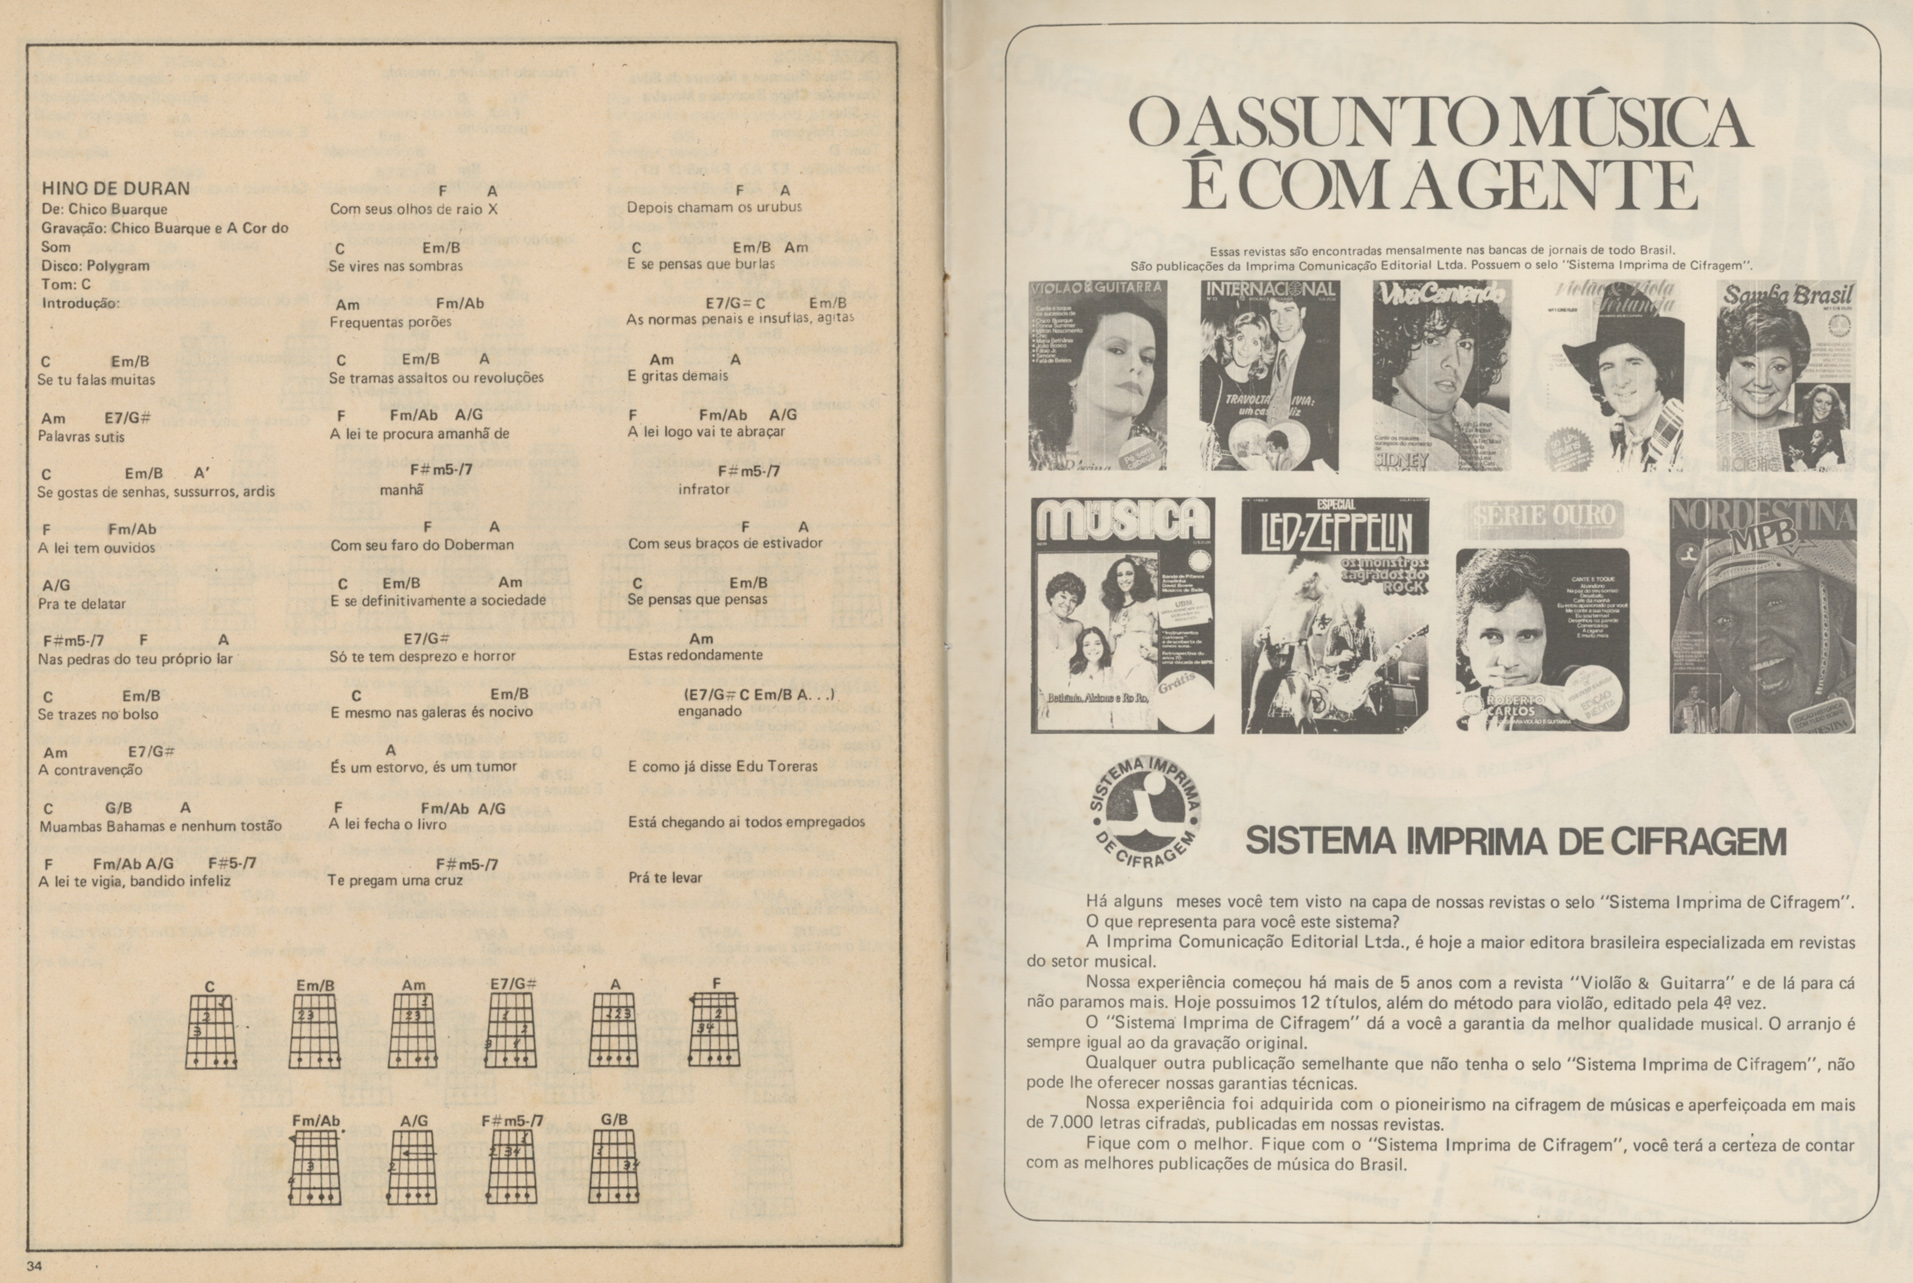 HINO DE DURAN
De: Chico Buarque
Gravação: Chico Buarque e A Cor do
Som
Disco: Polygram
Tom: C
Introdução:
C Em/B
Se tu falas muitas
Am E7/G#
Palavras sutis
C Em/B A'
Se gostas de senhas, sussurros, ardis
F Fm/Ab
A lei tem ouvidos
A/G
Pra te delatar
F#m5-/7 F A
Nas pedras do teu próprio lar
C Em/B
Se trazes no bolso
Am E7/G#
A contravenção
C G/B A
Muambas Bahamas e nenhum tostão
F Fm/Ab A/G F#5-/7
A lei te vigia, bandido infeliz
F A
Com seus olhos de raio X
C Em/B
Se vires nas sombras
Am Fm/Ab
Frequentas porões
C Em/B A
Se tramas assaltos ou revoluções
F Fm/Ab A/G
A lei te procura amanhã de
F#m5-/7
manhã
F A
Com seu faro do Doberman
C Em/B Am
E se definitivamente a sociedade
E7/G#
Só te tem desprezo e horror
C Em/B
E mesmo nas galeras és nocivo
A
És um estorvo, és um tumor
F Fm/Ab A/G
A lei fecha o livro
F#m5-/7
Te pregam uma cruz
F A
Depois chamam os urubus
C Em/B Am
E se pensas que burlas
E7/G= C Em/B
As normas penais e insuflas, agitas
Am A
E gritas demais
F Fm/Ab A/G
A lei logo vai te abraçar
F#m5-/7
infrator
F A
Com seus braços de estivador
C Em/B
Se pensas que pensas
Am
Estas redondamente
(E7/G# C Em/B A. . .)
enganado
E como já disse Edu Toreras
Está chegando ai todos empregados
Prá te levar
C Em/B Am E7/G# A F
Fm/Ab A/G F#m5-/7 G/B
34
O ASSUNTO MÚSICA
É COM A GENTE
Essas revistas são encontradas mensalmente nas bancas de jornais de todo Brasil.
São publicações da Imprima Comunicação Editorial Ltda. Possuem o selo "Sistema Imprima de Cifragem".
VIOLÃO & GUITARRA
INTERNACIONAL
TRAVOLTA
Viva Cantando
SIDNEY
Violão & Viola
Sertaneja
Samba Brasil
MÚSICA
Bethânia, Alcione e Ro Ro,
Grátis
ESPECIAL
LED-ZEPPELIN
os monstros
sagrados do
ROCK
SÉRIE OURO
CANTE E TOQUE
ROBERTO
CARLOS
EDIÇÃO
INÉDITA
NORDESTINA
MPB
SISTEMA IMPRIMA • DE CIFRAGEM •
SISTEMA IMPRIMA DE CIFRAGEM
Há alguns meses você tem visto na capa de nossas revistas o selo "Sistema Imprima de Cifragem".
O que representa para você este sistema?
A Imprima Comunicação Editorial Ltda., é hoje a maior editora brasileira especializada em revistas
do setor musical.
Nossa experiência começou há mais de 5 anos com a revista "Violão & Guitarra" e de lá para cá
não paramos mais. Hoje possuimos 12 títulos, além do método para violão, editado pela 4ª vez.
O "Sistema Imprima de Cifragem" dá a você a garantia da melhor qualidade musical. O arranjo é
sempre igual ao da gravação original.
Qualquer outra publicação semelhante que não tenha o selo "Sistema Imprima de Cifragem", não
pode lhe oferecer nossas garantias técnicas.
Nossa experiência foi adquirida com o pioneirismo na cifragem de músicas e aperfeiçoada em mais
de 7.000 letras cifradas, publicadas em nossas revistas.
Fique com o melhor. Fique com o "Sistema Imprima de Cifragem", você terá a certeza de contar
com as melhores publicações de música do Brasil.